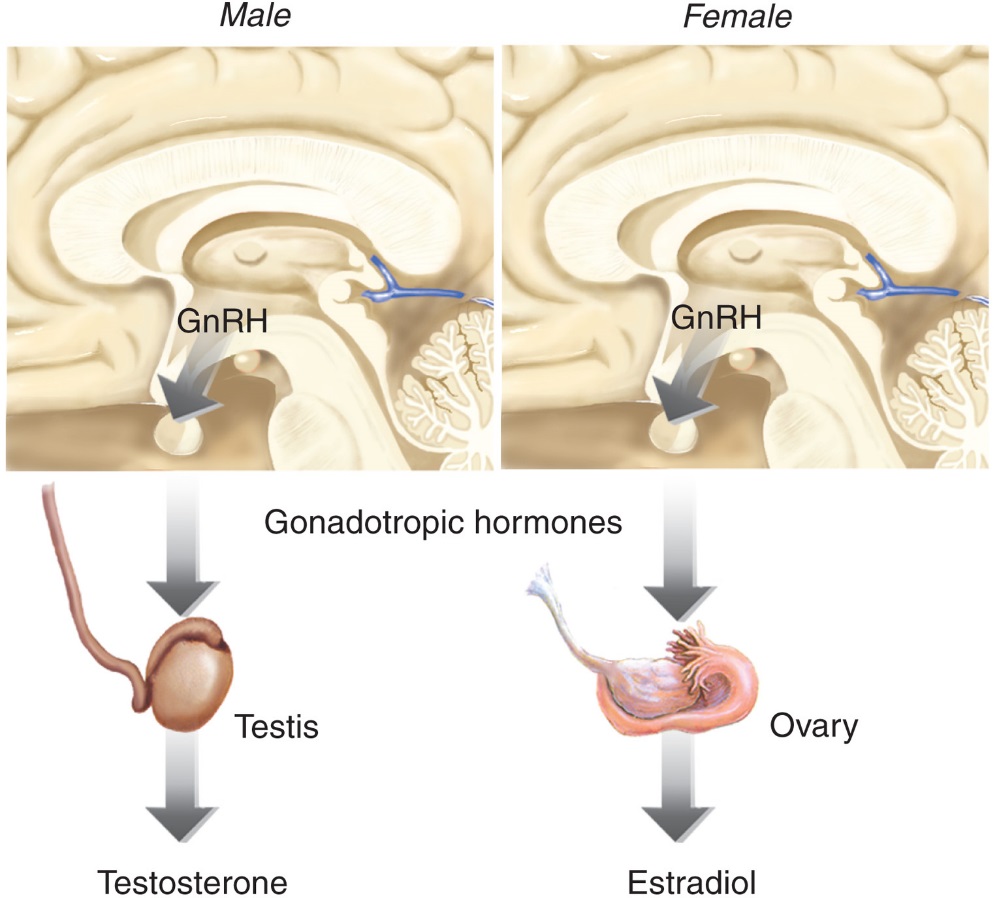 Male
Female
GnRH
GnRH
Gonadotropic hormones
Testis
Ovary
Testosterone
Estradiol